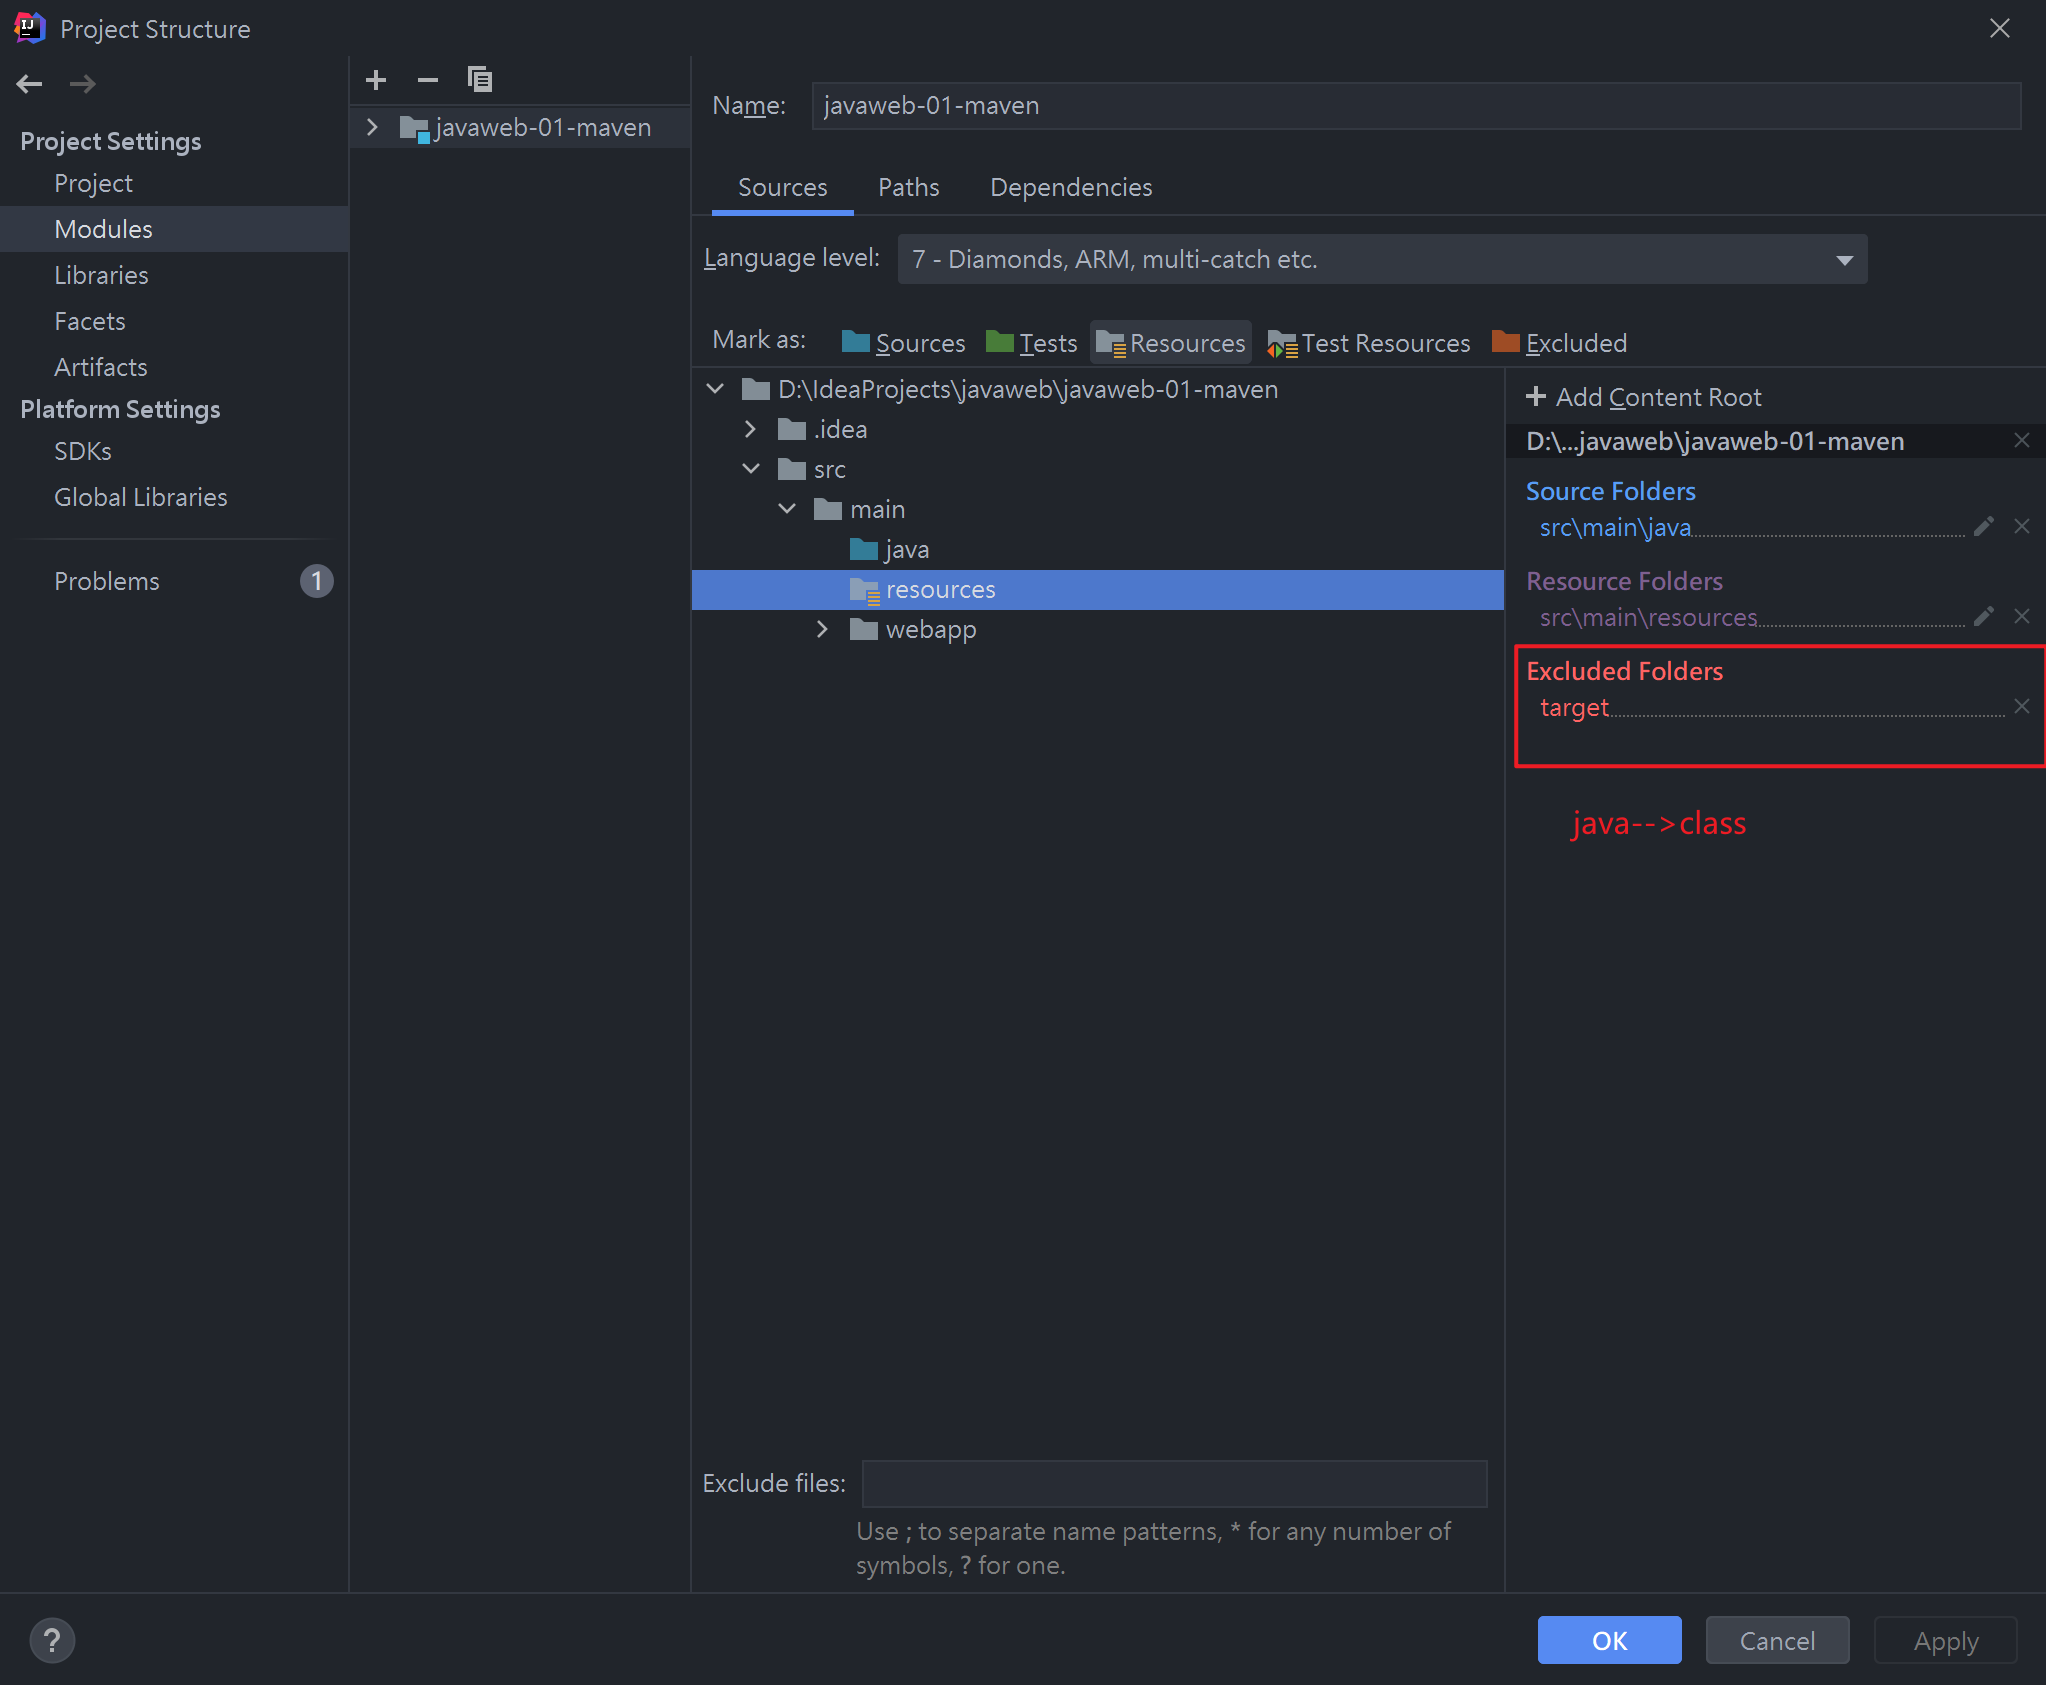 Project Structure
Project Settings
Project
Modules
Libraries
Facets
Artifacts
Platform Settings
SDKs
Global Libraries
Problems
1
javaweb-01-maven
Name:
javaweb-01-maven
Sources
Paths
Dependencies
Language level:
7 - Diamonds, ARM, multi-catch etc.
Mark as:
Sources
Tests
Resources
Test Resources
Excluded
D:\IdeaProjects\javaweb\javaweb-01-maven
.idea
src
main
java
resources
webapp
Add Content Root
D:\...javaweb\javaweb-01-maven
Source Folders
src\main\java
Resource Folders
src\main\resources
Excluded Folders
target
java-->class
Exclude files:
Use ; to separate name patterns, * for any number of
symbols, ? for one.
?
OK
Cancel
Apply